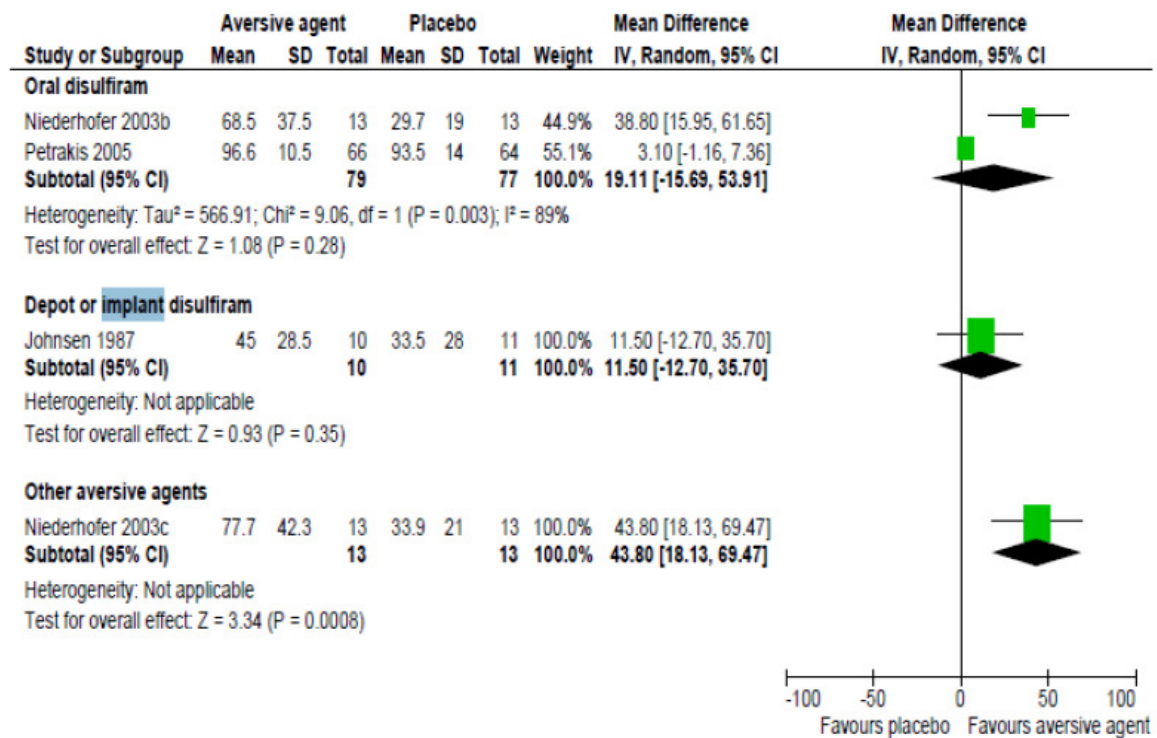 Aversive agent Placebo Mean Difference Mean Difference
Study or Subgroup Mean SD Total Mean SD Total Weight IV, Random, 95% CI IV, Random, 95% CI
Oral disulfiram
Niederhofer 2003b 68.5 37.5 13 29.7 19 13 44.9% 38.80 [15.95, 61.65]
Petrakis 2005 96.6 10.5 66 93.5 14 64 55.1% 3.10 [-1.16, 7.36]
Subtotal (95% CI) 79 77 100.0% 19.11 [-15.69, 53.91]
Heterogeneity: Tau² = 566.91; Chi² = 9.06, df = 1 (P = 0.003); I² = 89%
Test for overall effect: Z = 1.08 (P = 0.28)
Depot or implant disulfiram
Johnsen 1987 45 28.5 10 33.5 28 11 100.0% 11.50 [-12.70, 35.70]
Subtotal (95% CI) 10 11 100.0% 11.50 [-12.70, 35.70]
Heterogeneity: Not applicable
Test for overall effect: Z = 0.93 (P = 0.35)
Other aversive agents
Niederhofer 2003c 77.7 42.3 13 33.9 21 13 100.0% 43.80 [18.13, 69.47]
Subtotal (95% CI) 13 13 100.0% 43.80 [18.13, 69.47]
Heterogeneity: Not applicable
Test for overall effect: Z = 3.34 (P = 0.0008)
-100 -50 0 50 100
Favours placebo Favours aversive agent